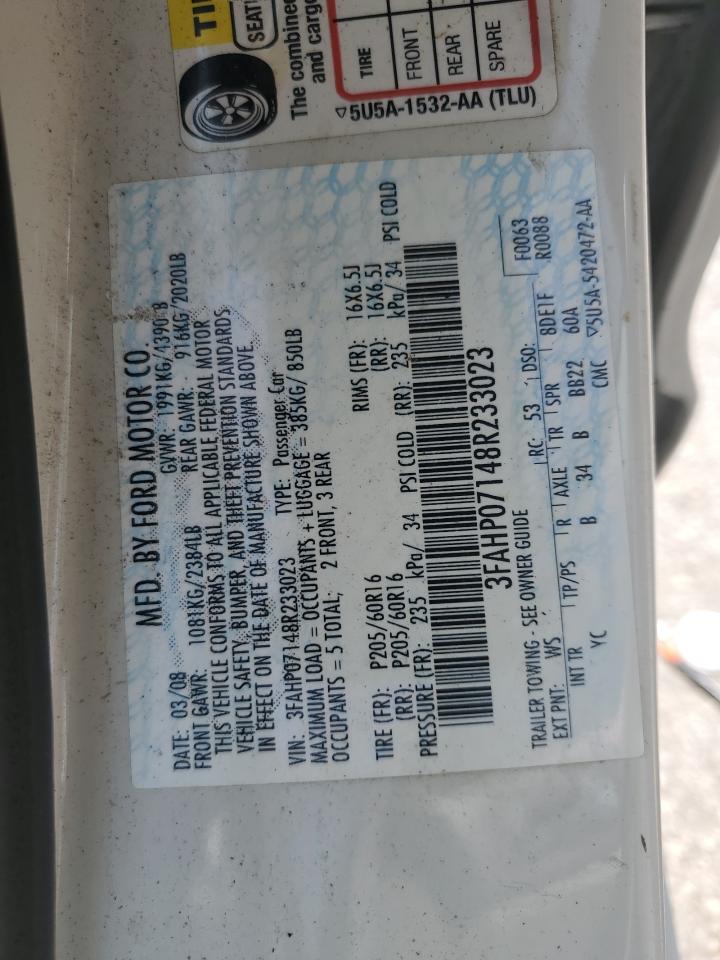 TI
SEATI
The combined
and cargo
TIRE
FRONT
REAR
SPARE
▽5U5A-1532-AA (TLU)
MFD. BY FORD MOTOR CO.
DATE: 03/08 GVWR: 1991KG/4390 B
FRONT GAWR: 1081KG/2384LB REAR GAWR: 916KG/2020LB
THIS VEHICLE CONFORMS TO ALL APPLICABLE FEDERAL MOTOR
VEHICLE SAFETY, BUMPER, AND THEFT PREVENTION STANDARDS
IN EFFECT ON THE DATE OF MANUFACTURE SHOWN ABOVE.
VIN: 3FAHP07148R233023 TYPE: Passenger Car
MAXIMUM LOAD = OCCUPANTS + LUGGAGE = 385KG/ 850LB
OCCUPANTS = 5 TOTAL; 2 FRONT, 3 REAR
TIRE (FR): P205/60R16 RIMS (FR): 16X6.5J
(RR): P205/60R16 (RR): 16X6.5J
PRESSURE (FR): 235 kPa/ 34 PSI COLD (RR): 235 kPa/ 34 PSI COLD
3FAHP07148R233023
TRAILER TOWING - SEE OWNER GUIDE F0063
RC: 53 DSO: R0088
EXT PNT: WS 8DE1F
INT TR TP/PS R AXLE TR SPR 60A
YC B 34 B BB22
CMC ▽5U5A-5420472-AA